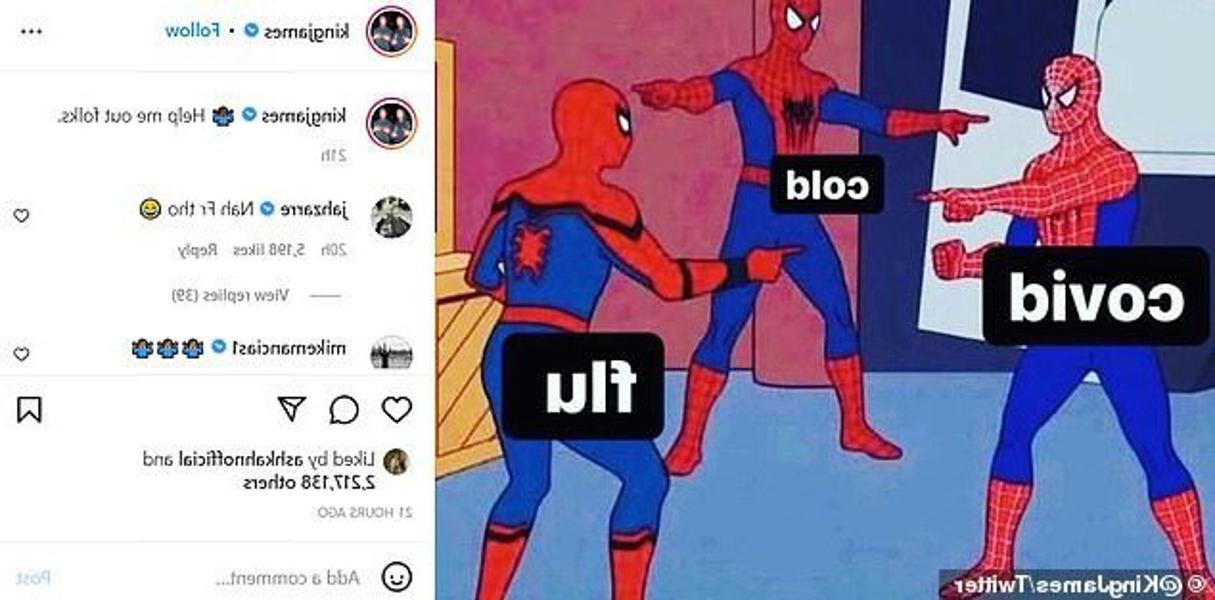 kingjames • Follow
kingjames 🤷🏾‍♂️ Help me out folks.
21h
jahzarre Nah Fr tho 😂
20h 5,198 likes Reply
View replies (39)
mikemancias1 🤷🏾‍♂️🤷🏾‍♂️🤷🏾‍♂️
Liked by ashkahnofficial and
2,217,138 others
21 HOURS AGO
Add a comment...
Post
cold
covid
flu
© @KingJames/Twitter